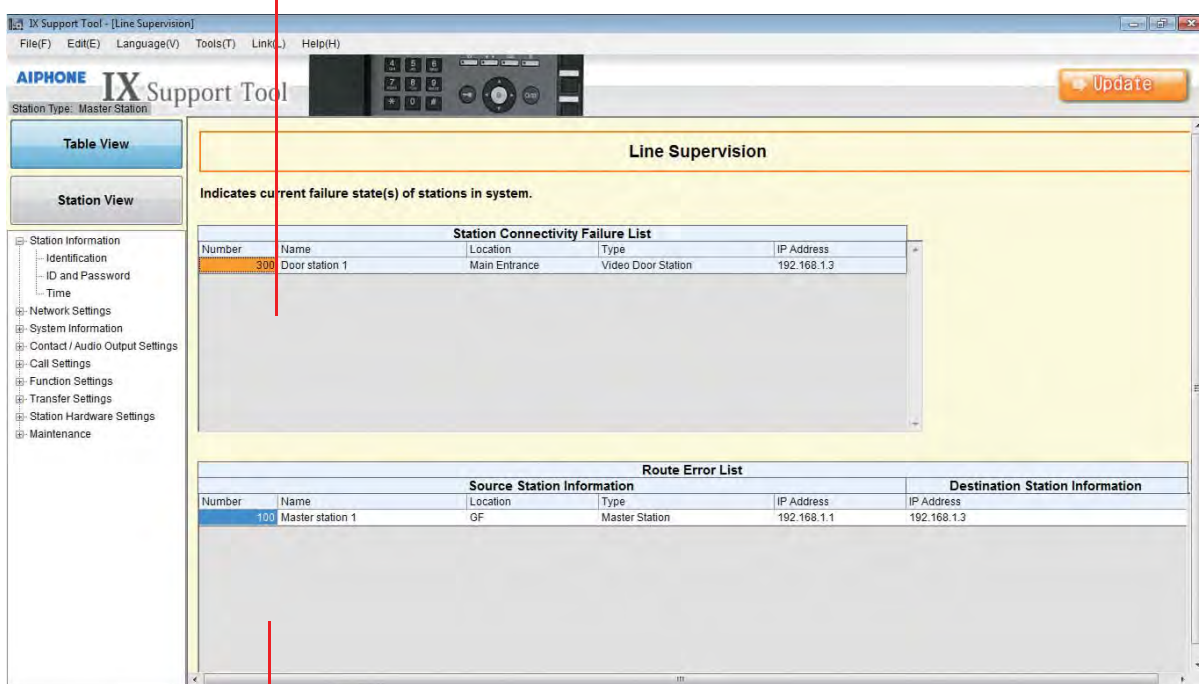 IX Support Tool - [Line Supervision]
File(F) Edit(E) Language(V) Tools(T) Link(L) Help(H)
AIPHONE IX Support Tool
Update
Station Type: Master Station
Table View
Station View
Station Information
Identification
ID and Password
Time
Network Settings
System Information
Contact / Audio Output Settings
Call Settings
Function Settings
Transfer Settings
Station Hardware Settings
Maintenance
Line Supervision
Indicates current failure state(s) of stations in system.
Station Connectivity Failure List
Number Name Location Type IP Address
300 Door station 1 Main Entrance Video Door Station 192.168.1.3
Route Error List
Source Station Information Destination Station Information
Number Name Location Type IP Address IP Address
100 Master station 1 GF Master Station 192.168.1.1 192.168.1.3